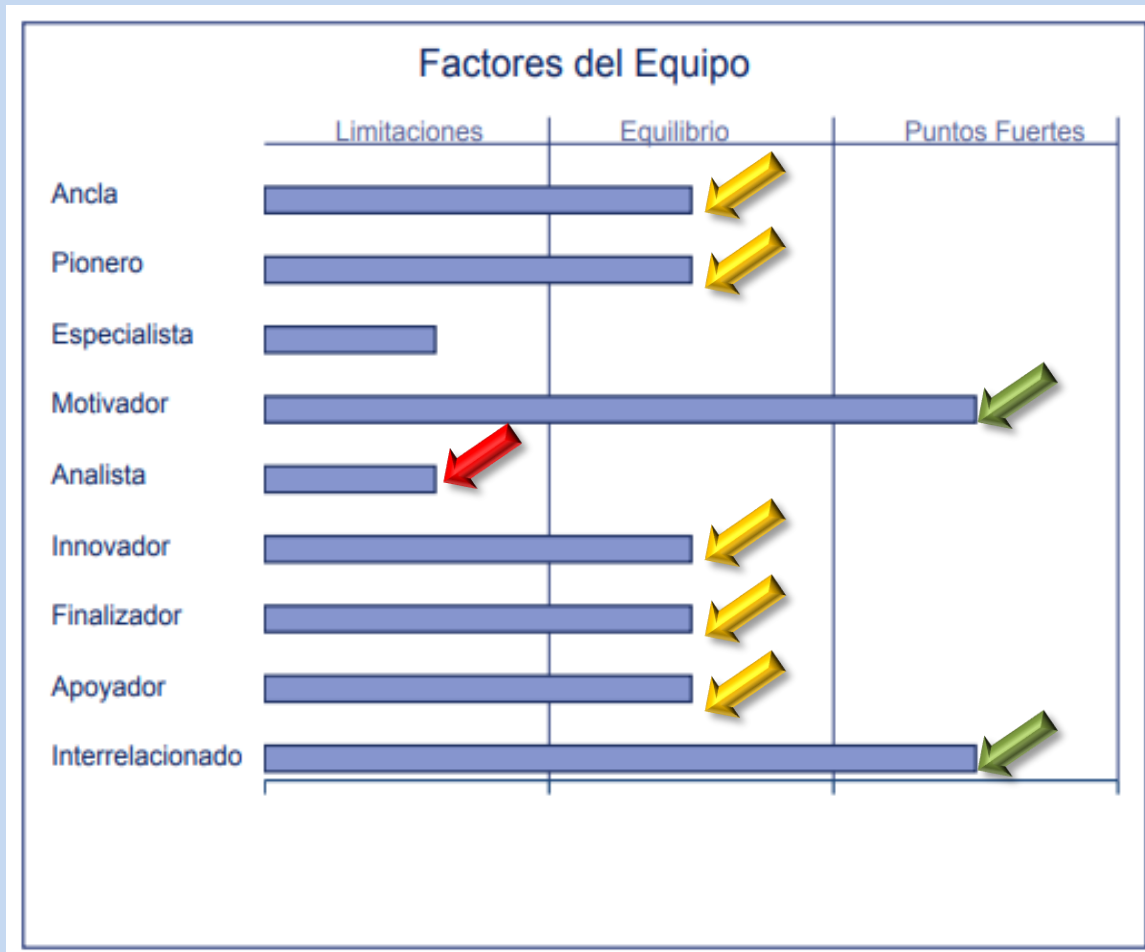 Factores del Equipo
Limitaciones Equilibrio Puntos Fuertes
Ancla
Pionero
Especialista
Motivador
Analista
Innovador
Finalizador
Apoyador
Interrelacionado